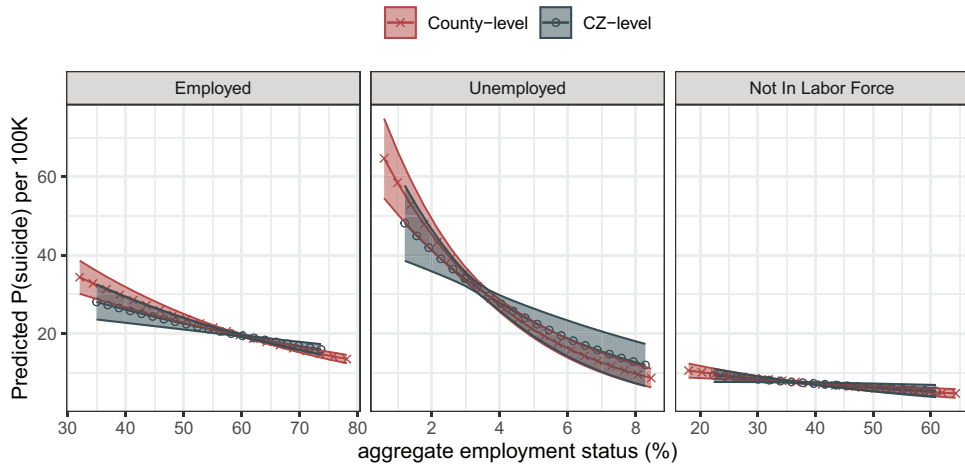 County−level CZ−level
Employed Unemployed Not In Labor Force
Predicted P(suicide) per 100K
60
40
20
30 40 50 60 70 80 2 4 6 8 20 30 40 50 60
aggregate employment status (%)